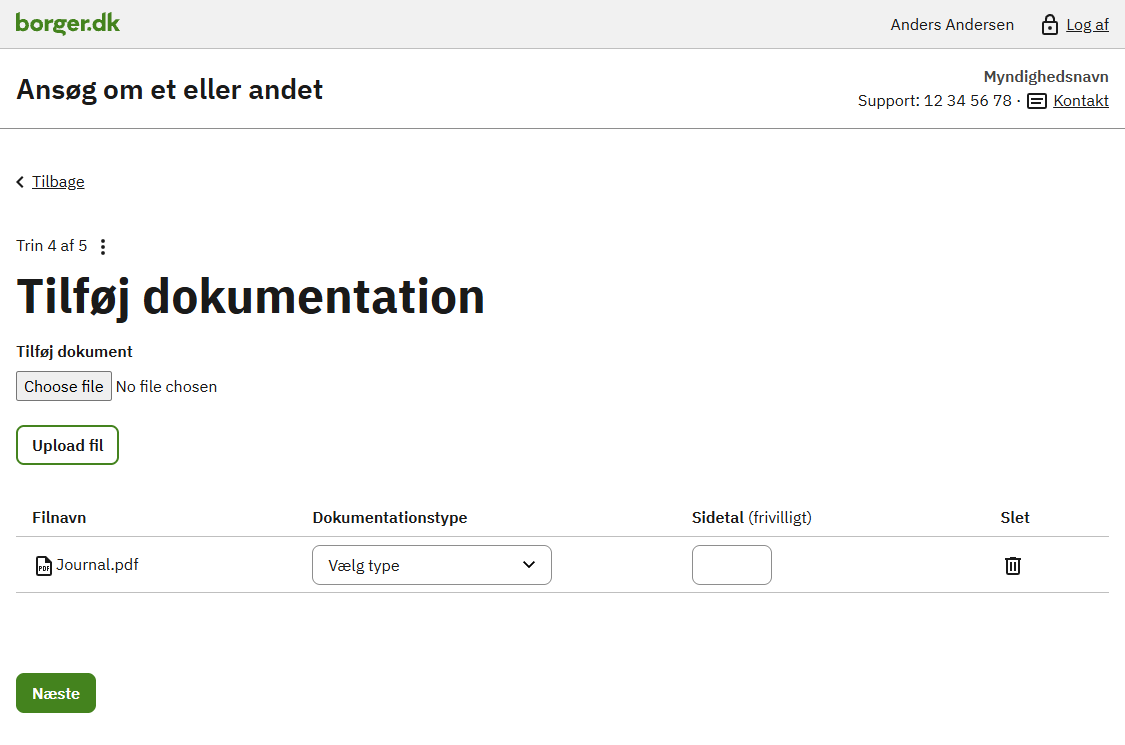 borger.dk
Anders Andersen Log af
Ansøg om et eller andet
Myndighedsnavn
Support: 12 34 56 78 · Kontakt
Tilbage
Trin 4 af 5
Tilføj dokumentation
Tilføj dokument
Choose file No file chosen
Upload fil
Filnavn Dokumentationstype Sidetal (frivilligt) Slet
PDF Journal.pdf Vælg type
Næste